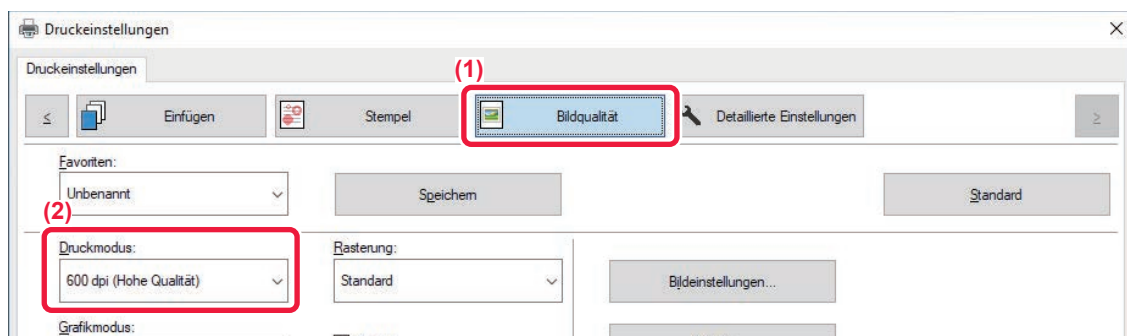 Druckeinstellungen
Druckeinstellungen
(1)
< Einfügen Stempel Bildqualität Detaillierte Einstellungen >
Favoriten:
Unbenannt Speichern Standard
(2)
Druckmodus: Rasterung:
600 dpi (Hohe Qualität) Standard Bildeinstellungen...
Grafikmodus: